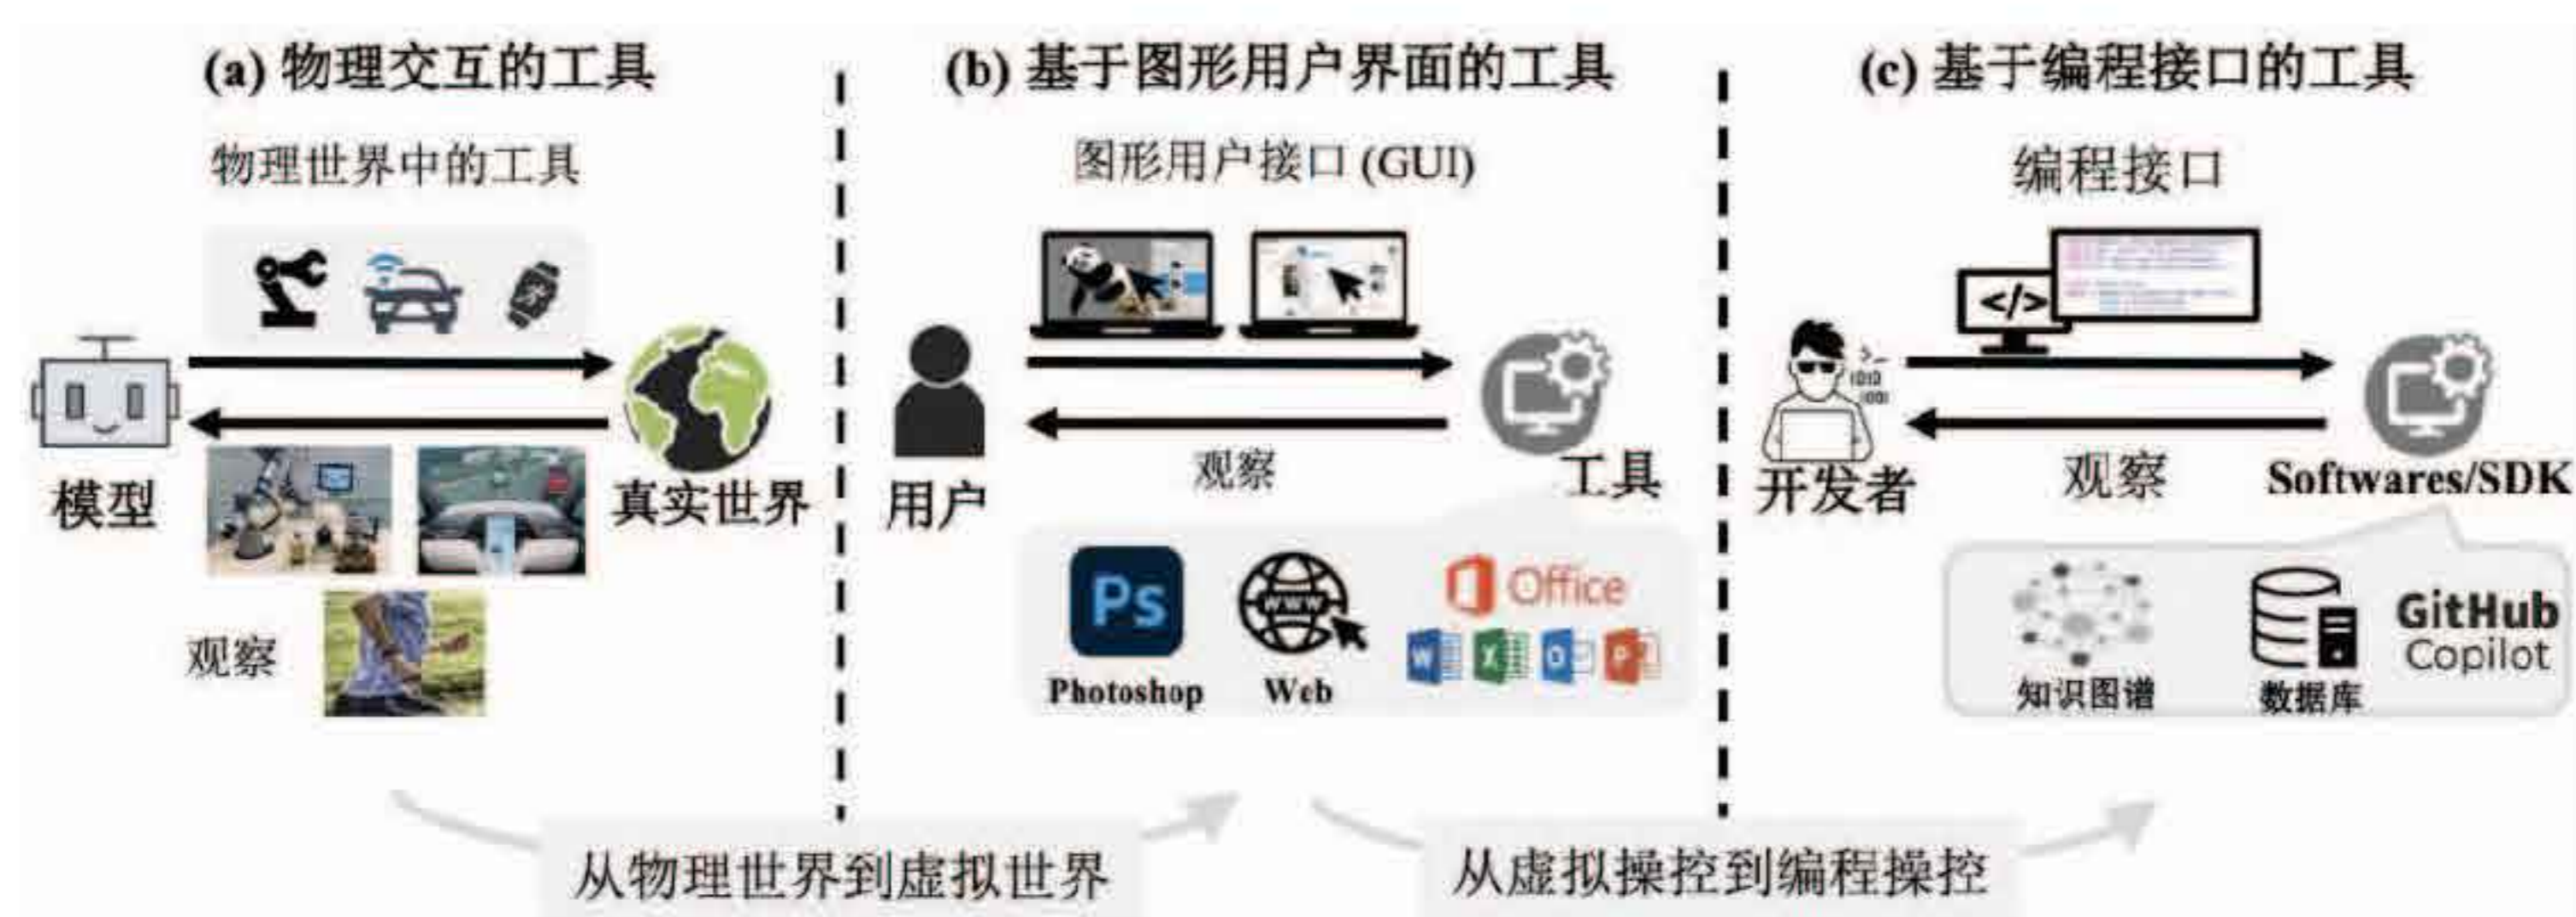 (a) 物理交互的工具
物理世界中的工具
模型
真实世界
观察
(b) 基于图形用户界面的工具
图形用户接口 (GUI)
用户
观察
工具
Ps
Photoshop
WWW
Web
Office
W
X
O
P
(c) 基于编程接口的工具
编程接口
</>
>_
1010
1001
开发者
观察
Softwares/SDK
知识图谱
数据库
GitHub
Copilot
从物理世界到虚拟世界
从虚拟操控到编程操控